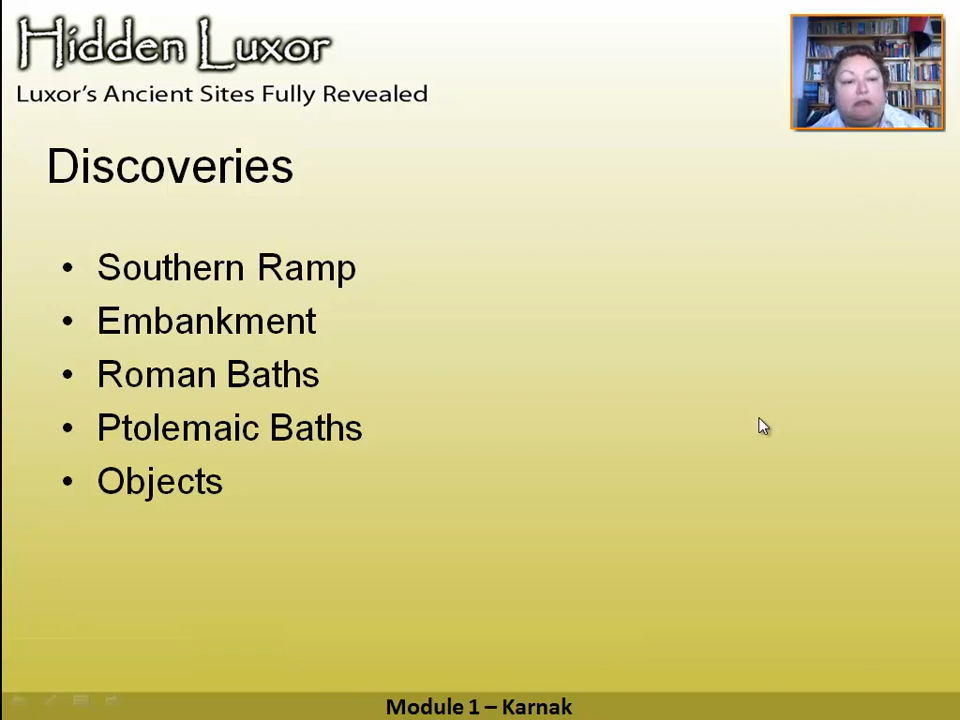 Hidden Luxor
Luxor's Ancient Sites Fully Revealed
Discoveries
• Southern Ramp
• Embankment
• Roman Baths
• Ptolemaic Baths
• Objects
Module 1 – Karnak